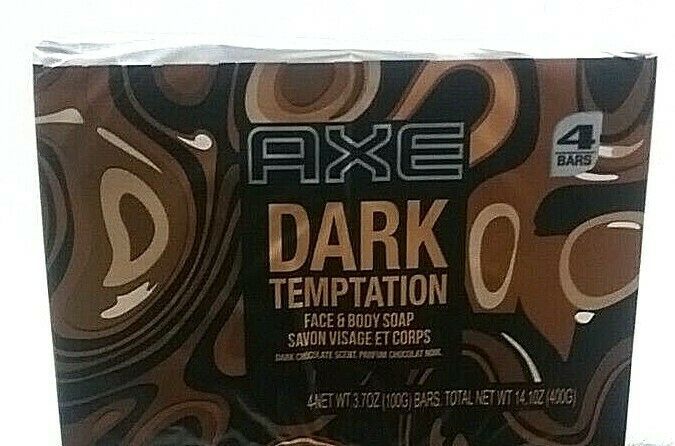 AXE
4
BARS
DARK
TEMPTATION
FACE & BODY SOAP
SAVON VISAGE ET CORPS
DARK CHOCOLATE SCENT. PARFUM CHOCOLAT NOIR.
4-NET WT 3.7OZ (100G) BARS: TOTAL NET WT 14.1OZ (400G)